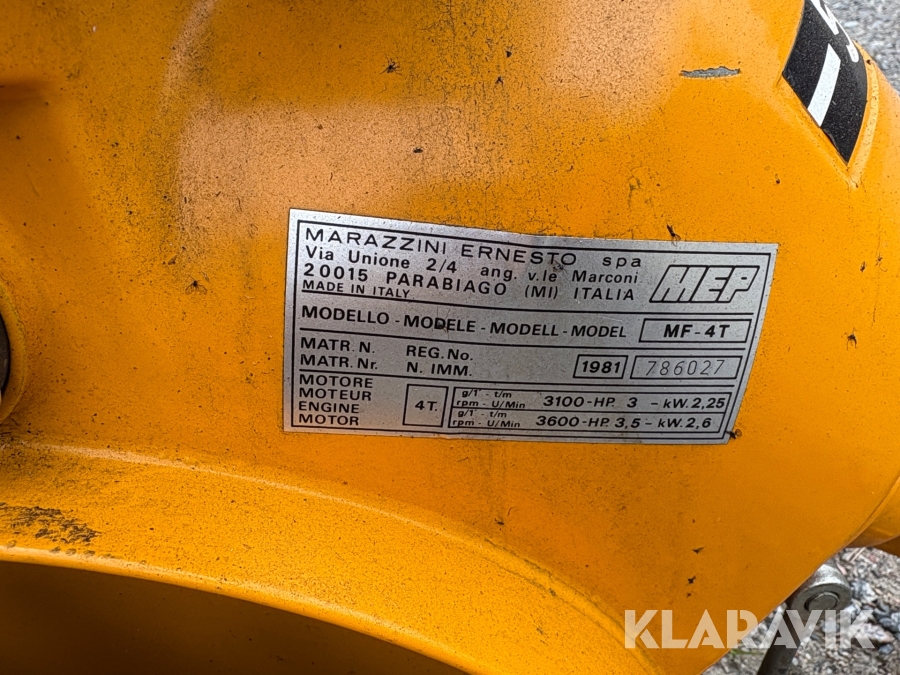 MARAZZINI ERNESTO spa
Via Unione 2/4 ang. v.le Marconi
20015 PARABIAGO (MI) ITALIA
MADE IN ITALY
MEP
MODELLO - MODELE - MODELL - MODEL MF-4T
MATR. N. REG. No.
MATR. Nr. N. IMM.
1981 786027
MOTORE
MOTEUR
ENGINE
MOTOR
4T.
g/1' - t/m
rpm - U/Min 3100-HP. 3 - kW. 2,25
g/1' - t/m
rpm - U/Min 3600-HP. 3,5 - kW. 2,6
KLARAVIK